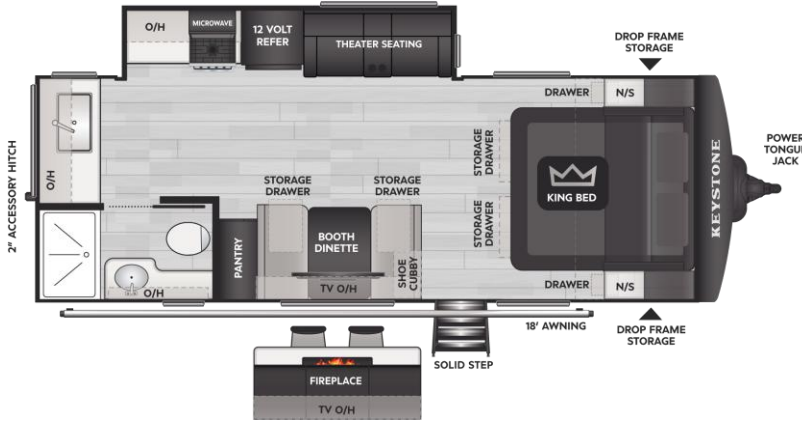 O/H
MICROWAVE
12 VOLT
REFER
THEATER SEATING
DROP FRAME
STORAGE
DRAWER
N/S
2" ACCESSORY HITCH
O/H
STORAGE
DRAWER
STORAGE
DRAWER
STORAGE
DRAWER
STORAGE
DRAWER
KING BED
KEYSTONE
POWER
TONGUE
JACK
PANTRY
BOOTH
DINETTE
SHOE
CUBBY
TV O/H
O/H
DRAWER
N/S
18' AWNING
DROP FRAME
STORAGE
SOLID STEP
FIREPLACE
TV O/H